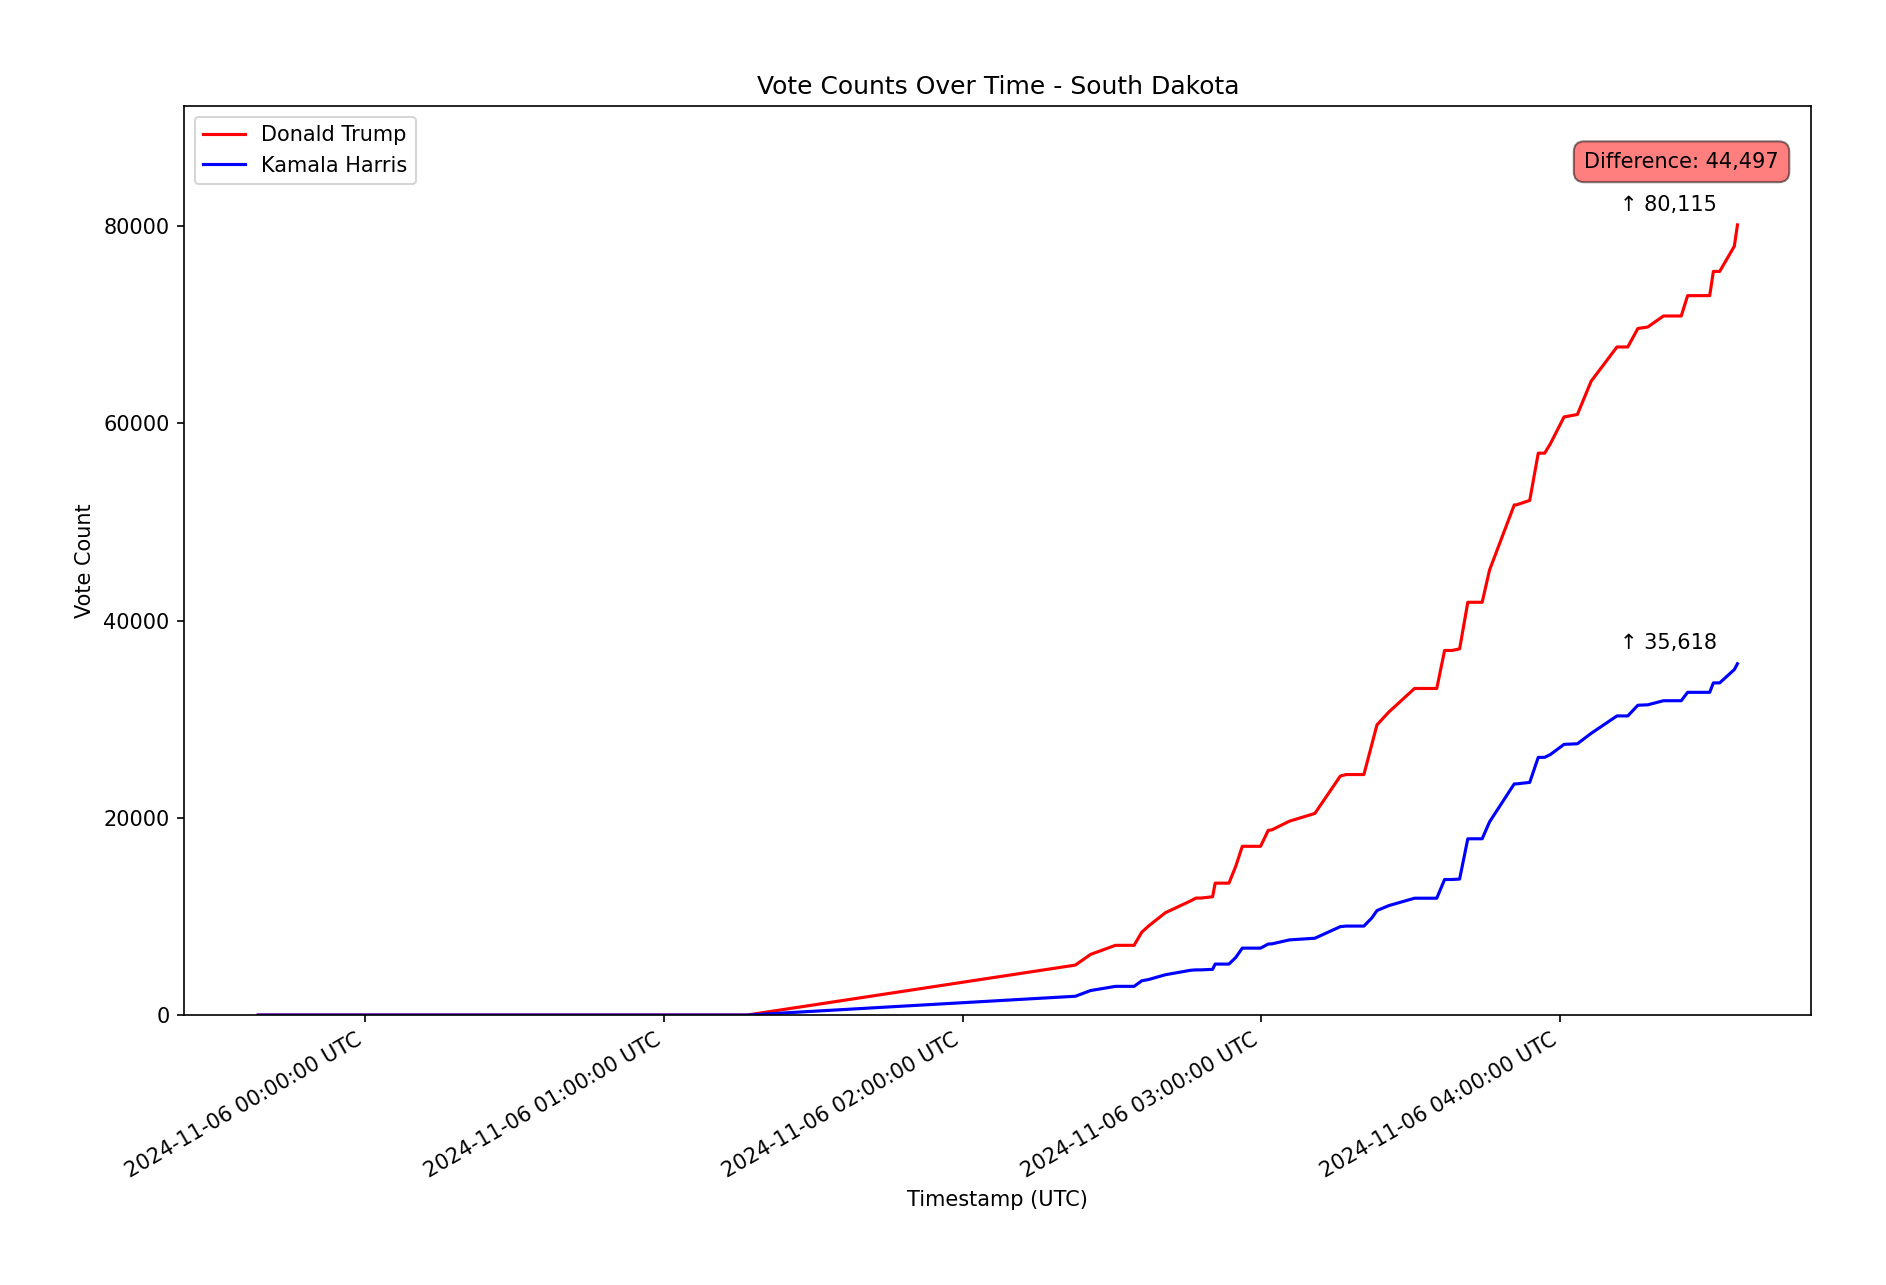 Vote Counts Over Time - South Dakota
Donald Trump
Kamala Harris
Difference: 44,497
↑ 80,115
↑ 35,618
80000
60000
40000
20000
0
Vote Count
2024-11-06 00:00:00 UTC
2024-11-06 01:00:00 UTC
2024-11-06 02:00:00 UTC
2024-11-06 03:00:00 UTC
2024-11-06 04:00:00 UTC
Timestamp (UTC)